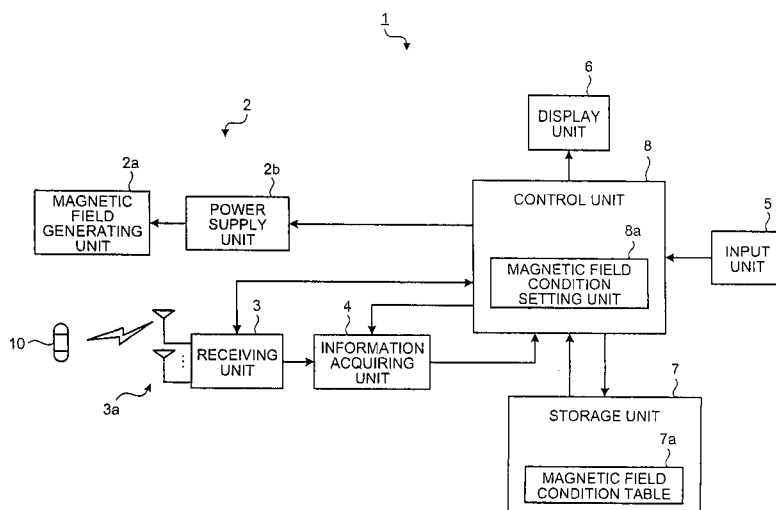 1
6
DISPLAY
UNIT
2
8
CONTROL UNIT
2a
MAGNETIC
FIELD
GENERATING
UNIT
2b
POWER
SUPPLY
UNIT
5
INPUT
UNIT
8a
MAGNETIC FIELD
CONDITION
SETTING UNIT
10
3
RECEIVING
UNIT
4
INFORMATION
ACQUIRING
UNIT
3a
7
STORAGE UNIT
7a
MAGNETIC FIELD
CONDITION TABLE